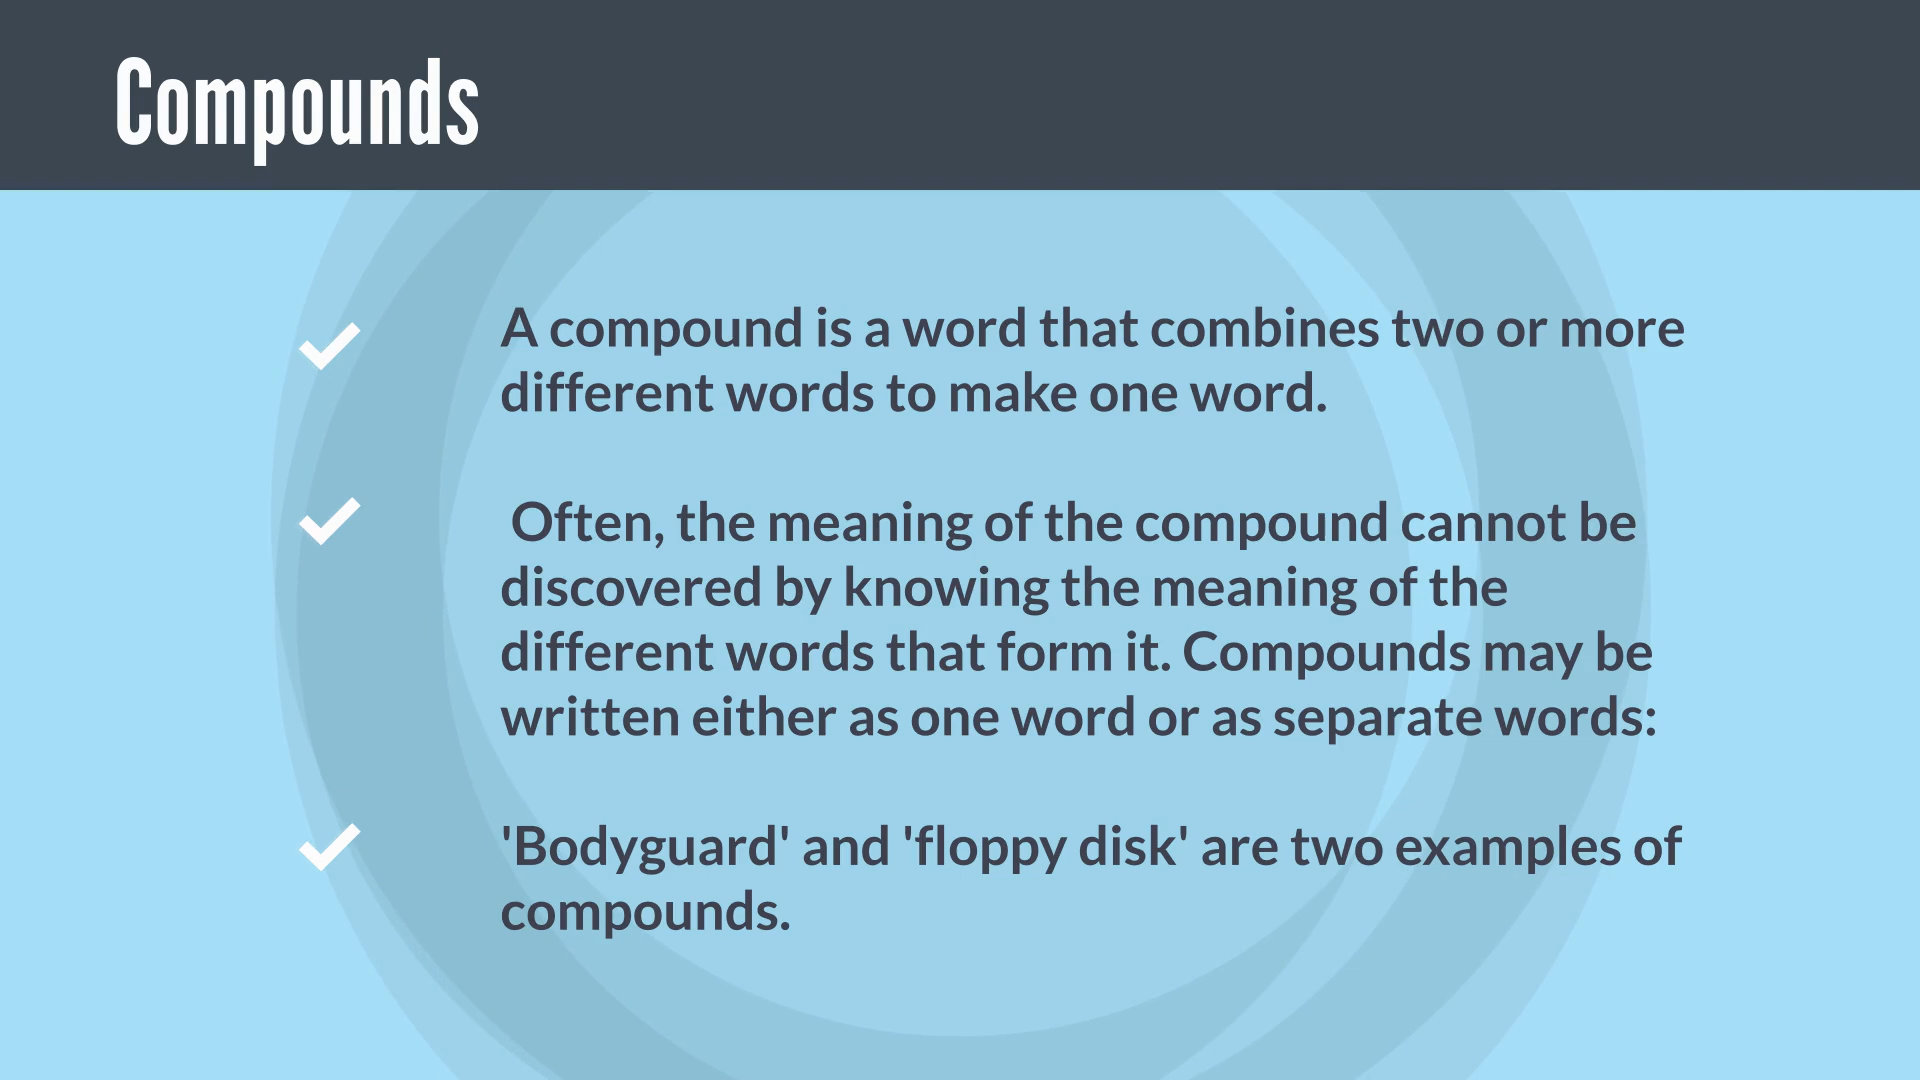 Compounds
A compound is a word that combines two or more
different words to make one word.
Often, the meaning of the compound cannot be
discovered by knowing the meaning of the
different words that form it. Compounds may be
written either as one word or as separate words:
'Bodyguard' and 'floppy disk' are two examples of
compounds.